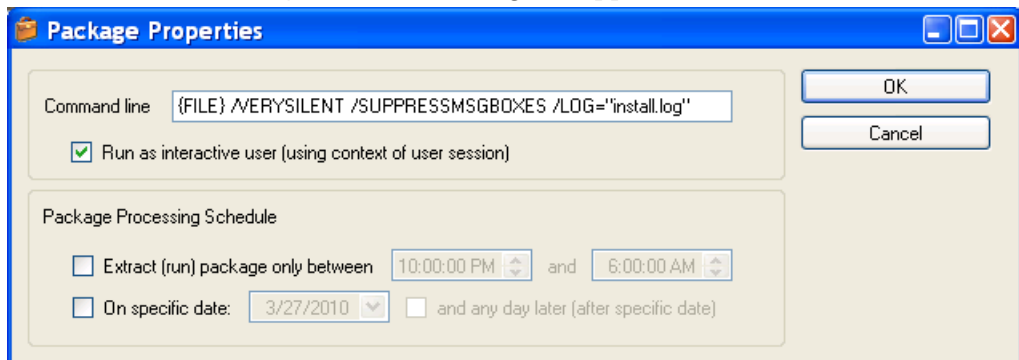 Package Properties
OK
Command line {FILE} /VERYSILENT /SUPPRESSMSGBOXES /LOG="install.log"
Cancel
Run as interactive user (using context of user session)
Package Processing Schedule
Extract (run) package only between 10:00:00 PM and 6:00:00 AM
On specific date: 3/27/2010 and any day later (after specific date)